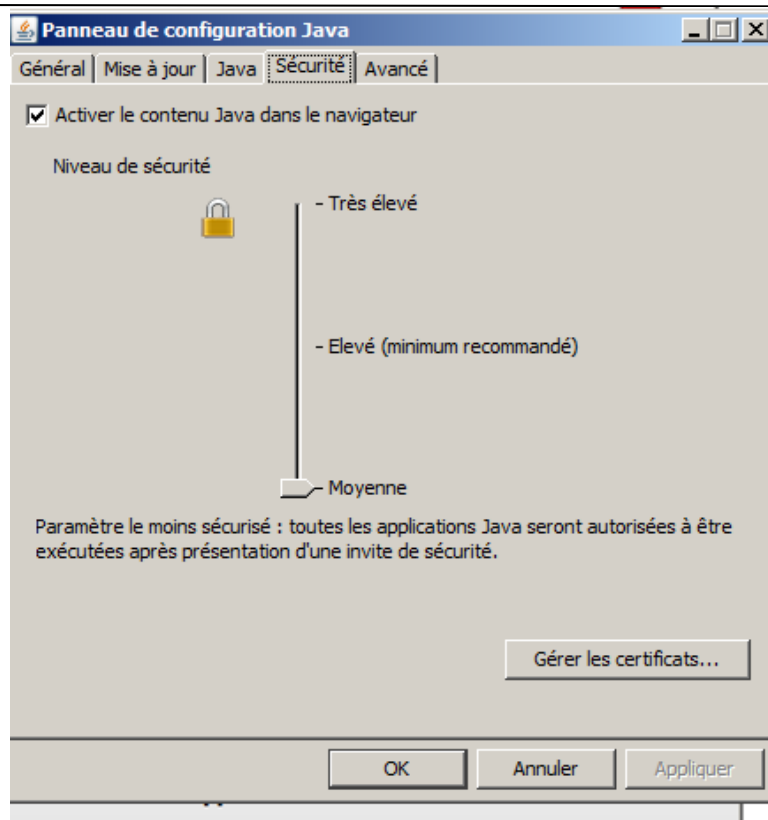 Panneau de configuration Java
Général Mise à jour Java Sécurité Avancé
Activer le contenu Java dans le navigateur
Niveau de sécurité
- Très élevé
- Elevé (minimum recommandé)
- Moyenne
Paramètre le moins sécurisé : toutes les applications Java seront autorisées à être
exécutées après présentation d'une invite de sécurité.
Gérer les certificats...
OK Annuler Appliquer